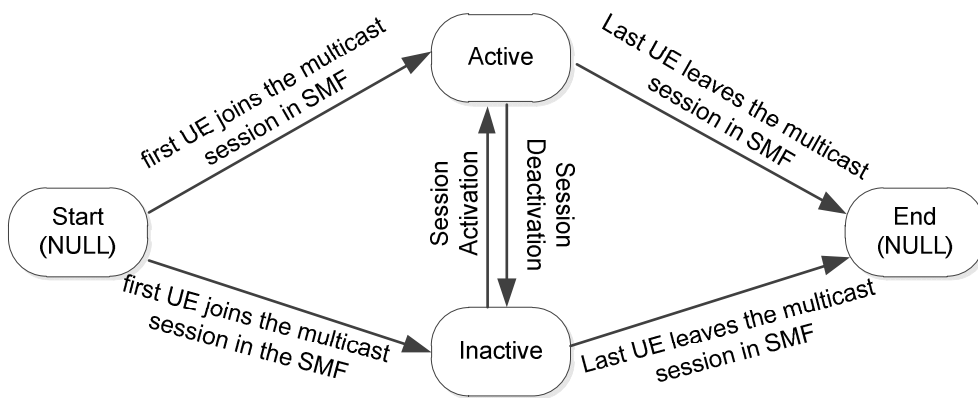 Active
first UE joins the multicast
session in SMF
Last UE leaves the multicast
session in SMF
Start
(NULL)
Session
Activation
Session
Deactivation
End
(NULL)
first UE joins the multicast
session in the SMF
Inactive
Last UE leaves the multicast
session in SMF